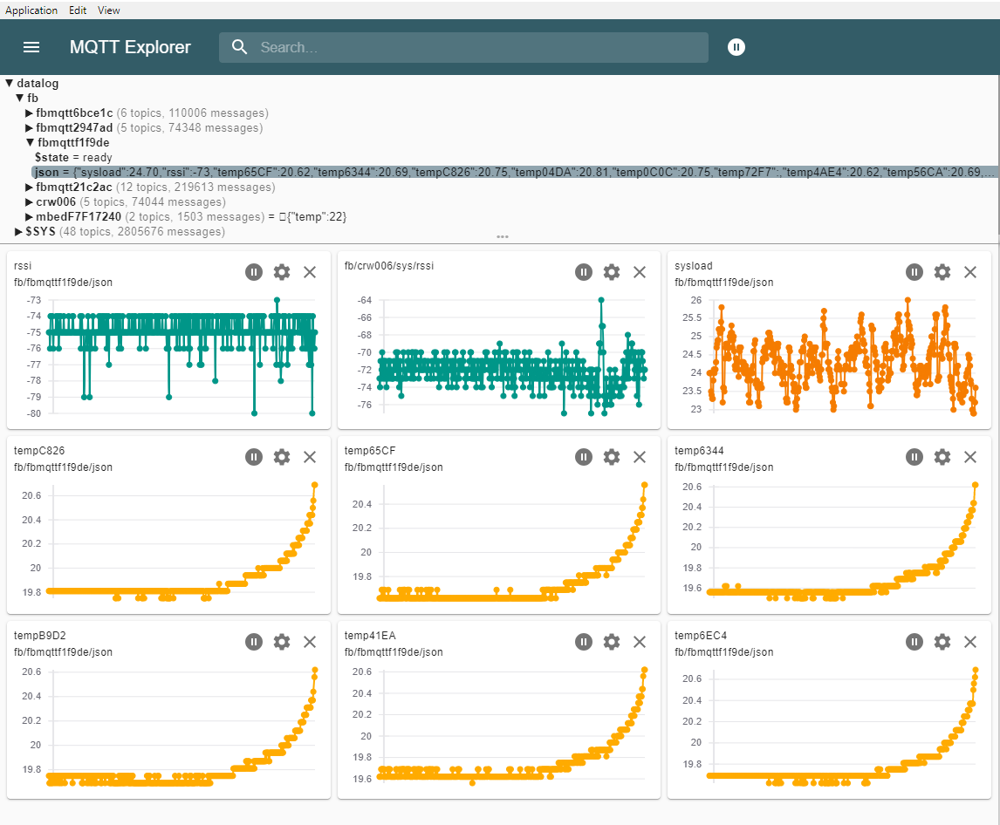 Application Edit View
MQTT Explorer Search...
▼ datalog
▼ fb
▶ fbmqtt6bce1c (6 topics, 110006 messages)
▶ fbmqtt2947ad (5 topics, 74348 messages)
▼ fbmqttf1f9de
$state = ready
json = {"sysload":24.70,"rssi":-73,"temp65CF":20.62,"temp6344":20.69,"tempC826":20.75,"temp04DA":20.81,"temp0C0C":20.75,"temp72F7":,"temp4AE4":20.62,"temp56CA":20.69,...
▶ fbmqtt21c2ac (12 topics, 219613 messages)
▶ crw006 (5 topics, 74044 messages)
▶ mbedF7F17240 (2 topics, 1503 messages) = ▯{"temp":22}
▶ $SYS (48 topics, 2805676 messages)
rssi
fb/fbmqttf1f9de/json
-73
-74
-75
-76
-77
-78
-79
-80
fb/crw006/sys/rssi
-64
-66
-68
-70
-72
-74
-76
sysload
fb/fbmqttf1f9de/json
26
25.5
25
24.5
24
23.5
23
tempC826
fb/fbmqttf1f9de/json
20.6
20.4
20.2
20
19.8
temp65CF
fb/fbmqttf1f9de/json
20.4
20.2
20
19.8
temp6344
fb/fbmqttf1f9de/json
20.6
20.4
20.2
20
19.8
19.6
tempB9D2
fb/fbmqttf1f9de/json
20.6
20.4
20.2
20
19.8
temp41EA
fb/fbmqttf1f9de/json
20.6
20.4
20.2
20
19.8
19.6
temp6EC4
fb/fbmqttf1f9de/json
20.6
20.4
20.2
20
19.8